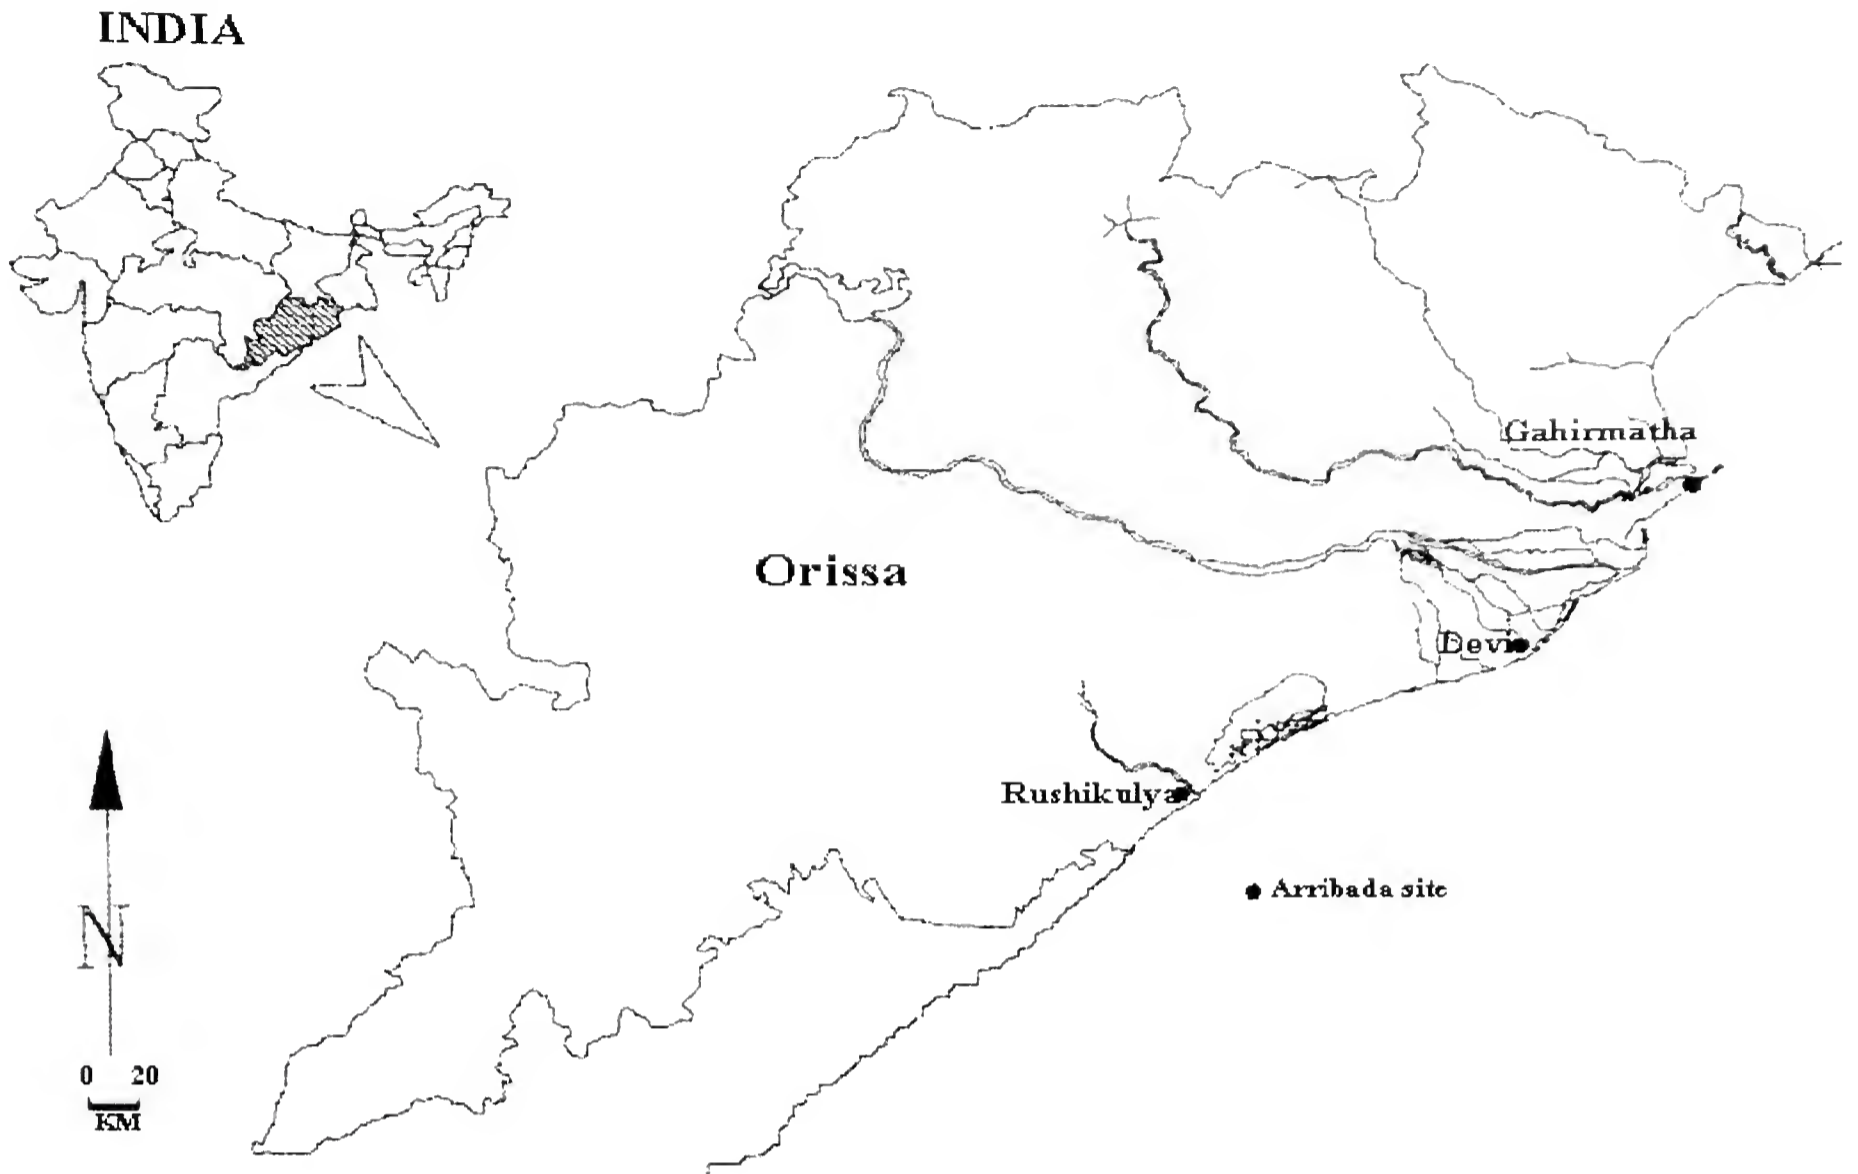 INDIA
Gahirmatha
Orissa
Devi
Rushikulya
Arribada site
N
0 20
KM